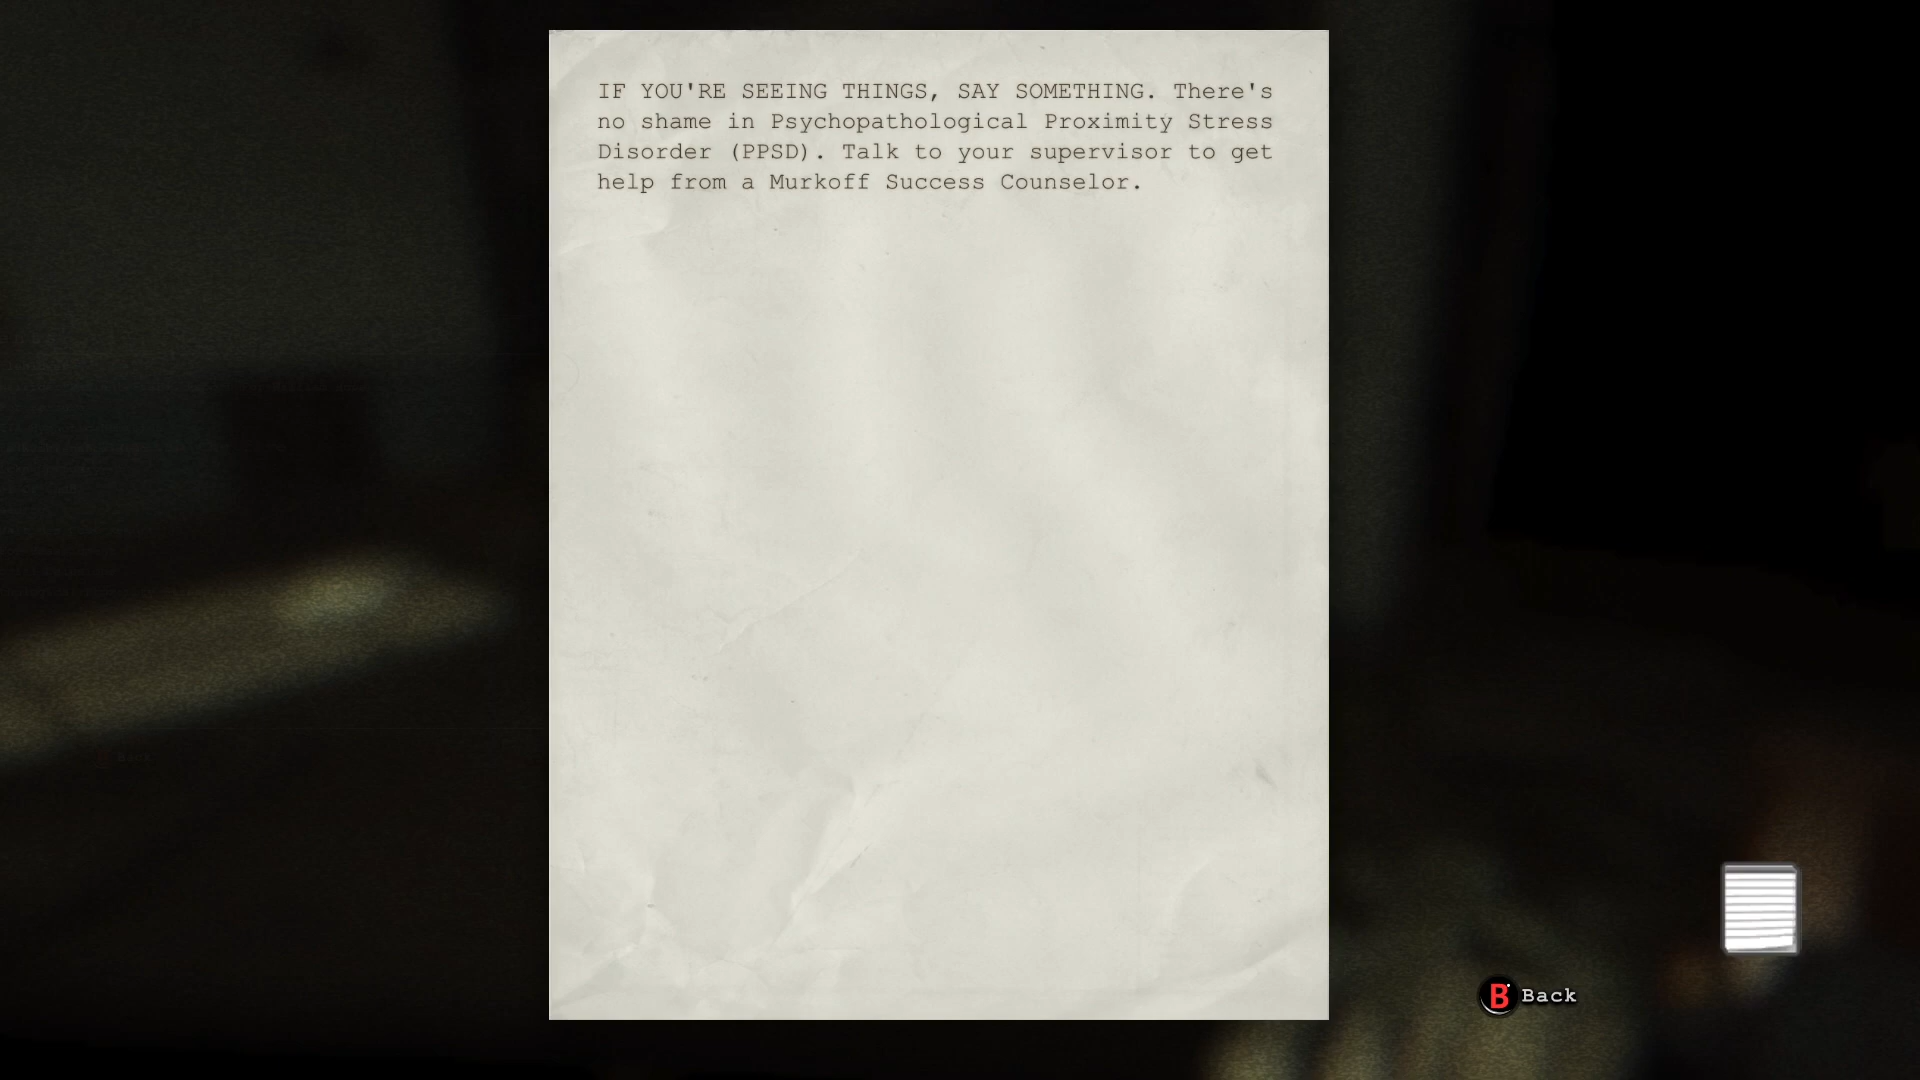 IF YOU'RE SEEING THINGS, SAY SOMETHING. There's
no shame in Psychopathological Proximity Stress
Disorder (PPSD). Talk to your supervisor to get
help from a Murkoff Success Counselor.
B Back